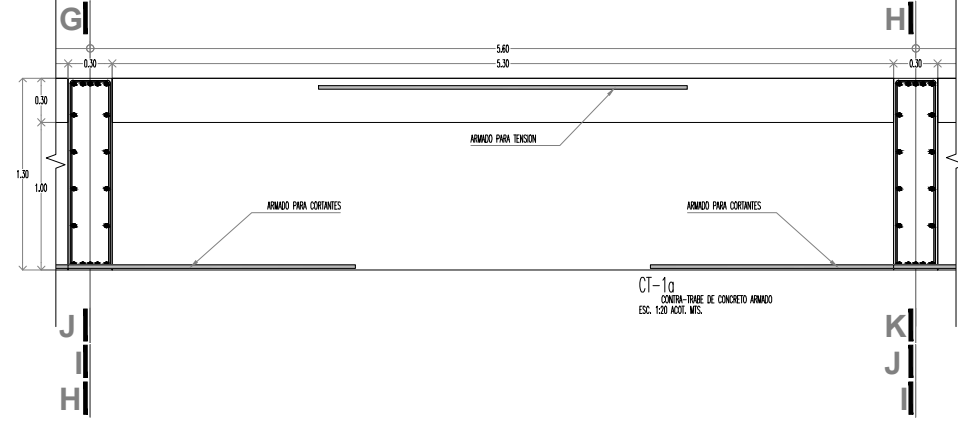 G H
5.60
0.30 5.30 0.30
0.30
ARMADO PARA TENSION
1.30
1.00
ARMADO PARA CORTANTES ARMADO PARA CORTANTES
CT-1a
CONTRA-TRABE DE CONCRETO ARMADO
ESC. 1:20 ACOT. MTS.
J K
I J
H I